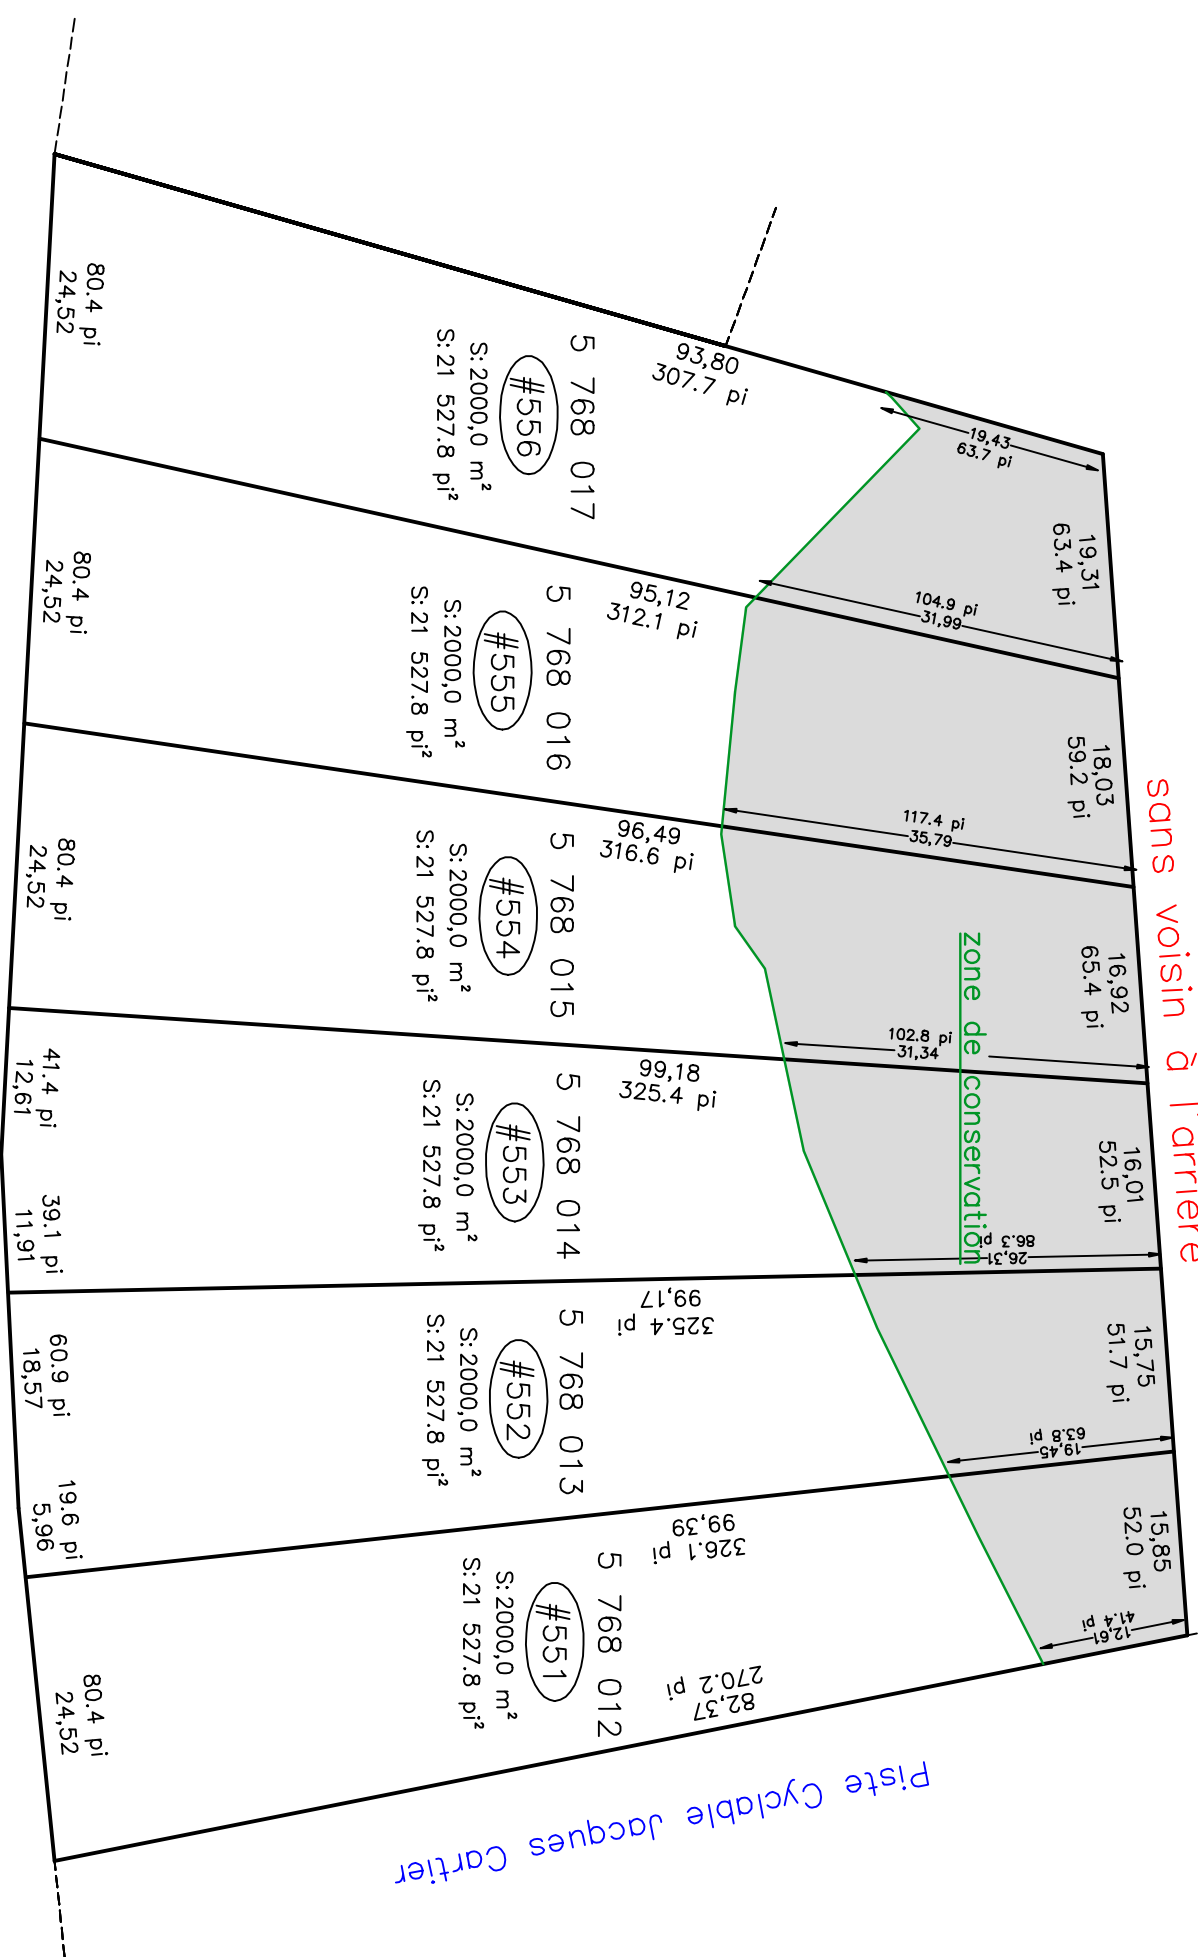 sans voisin à l'arrière
zone de conservation
Piste Cyclable Jacques Cartier
5 768 017
#556
S: 2000,0 m²
S: 21 527.8 pi²
80.4 pi
24,52
93,80
307.7 pi
19,43
63.7 pi
19,31
63.4 pi
5 768 016
#555
S: 2000,0 m²
S: 21 527.8 pi²
80.4 pi
24,52
95,12
312.1 pi
104.9 pi
31,99
18,03
59.2 pi
5 768 015
#554
S: 2000,0 m²
S: 21 527.8 pi²
80.4 pi
24,52
96,49
316.6 pi
117.4 pi
35,79
16,92
65.4 pi
5 768 014
#553
S: 2000,0 m²
S: 21 527.8 pi²
41.4 pi
12,61
39.1 pi
11,91
99,18
325.4 pi
102.8 pi
31,34
16,01
52.5 pi
5 768 013
#552
S: 2000,0 m²
S: 21 527.8 pi²
60.9 pi
18,57
19.6 pi
5,96
99,17
325.4 pi
26,31
86.3 pi
15,75
51.7 pi
5 768 012
#551
S: 2000,0 m²
S: 21 527.8 pi²
80.4 pi
24,52
99,39
326.1 pi
19,45
63.8 pi
15,85
52.0 pi
82,37
270.2 pi
12,61
41.4 pi